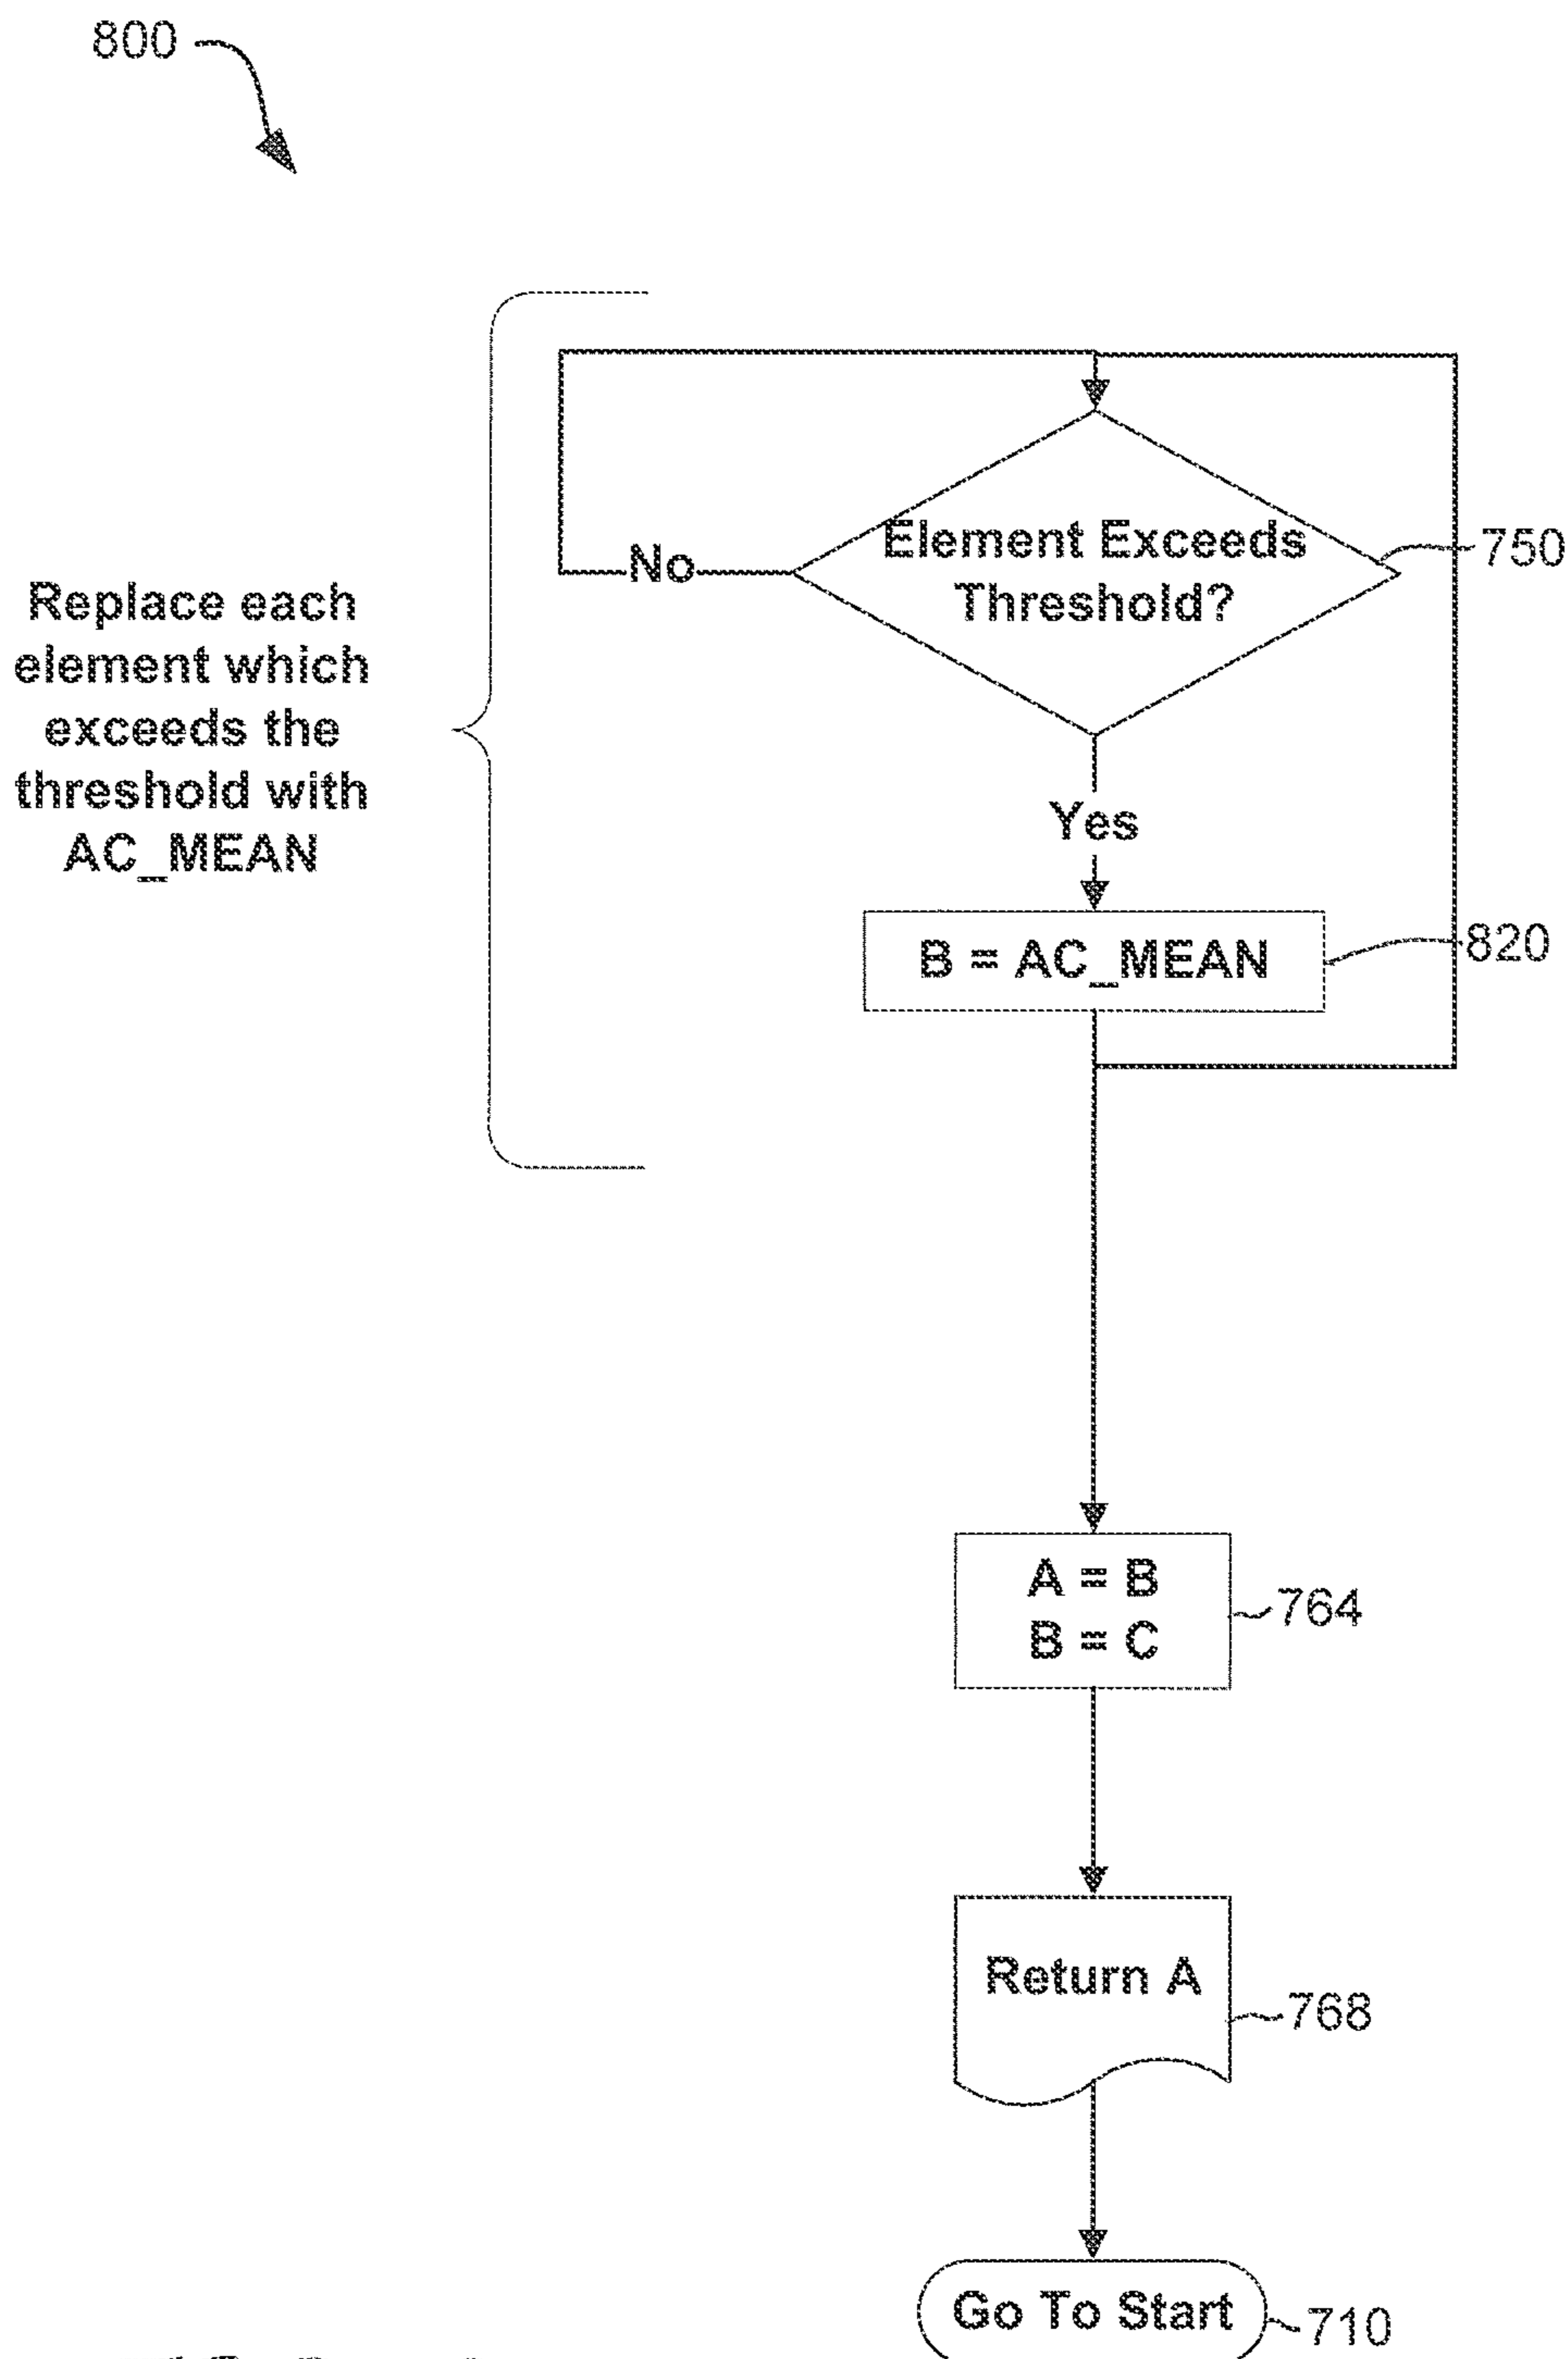 800
Element Exceeds
Threshold?
750
No
Replace each
element which
exceeds the
threshold with
AC_MEAN
Yes
B = AC_MEAN
820
A = B
B = C
764
Return A
768
Go To Start
710